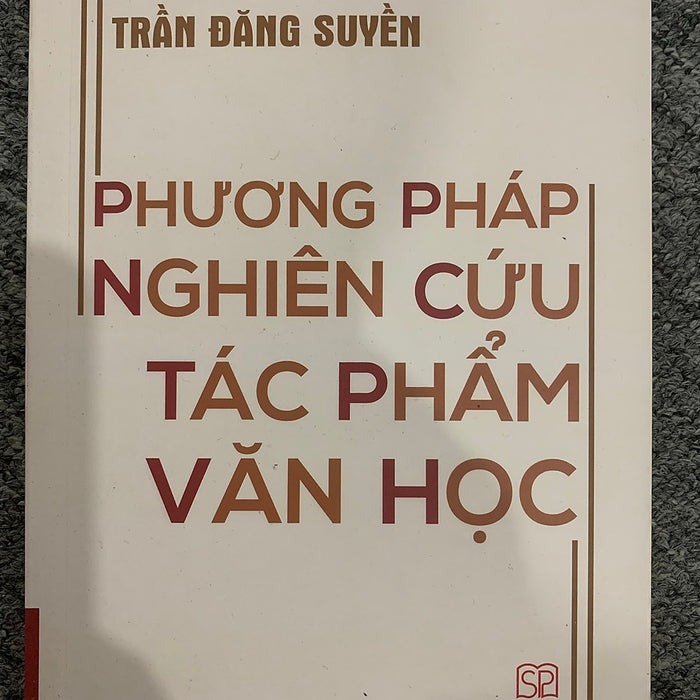 TRẦN ĐĂNG SUYỀN
PHƯƠNG PHÁP
NGHIÊN CỨU
TÁC PHẨM
VĂN HỌC
SP